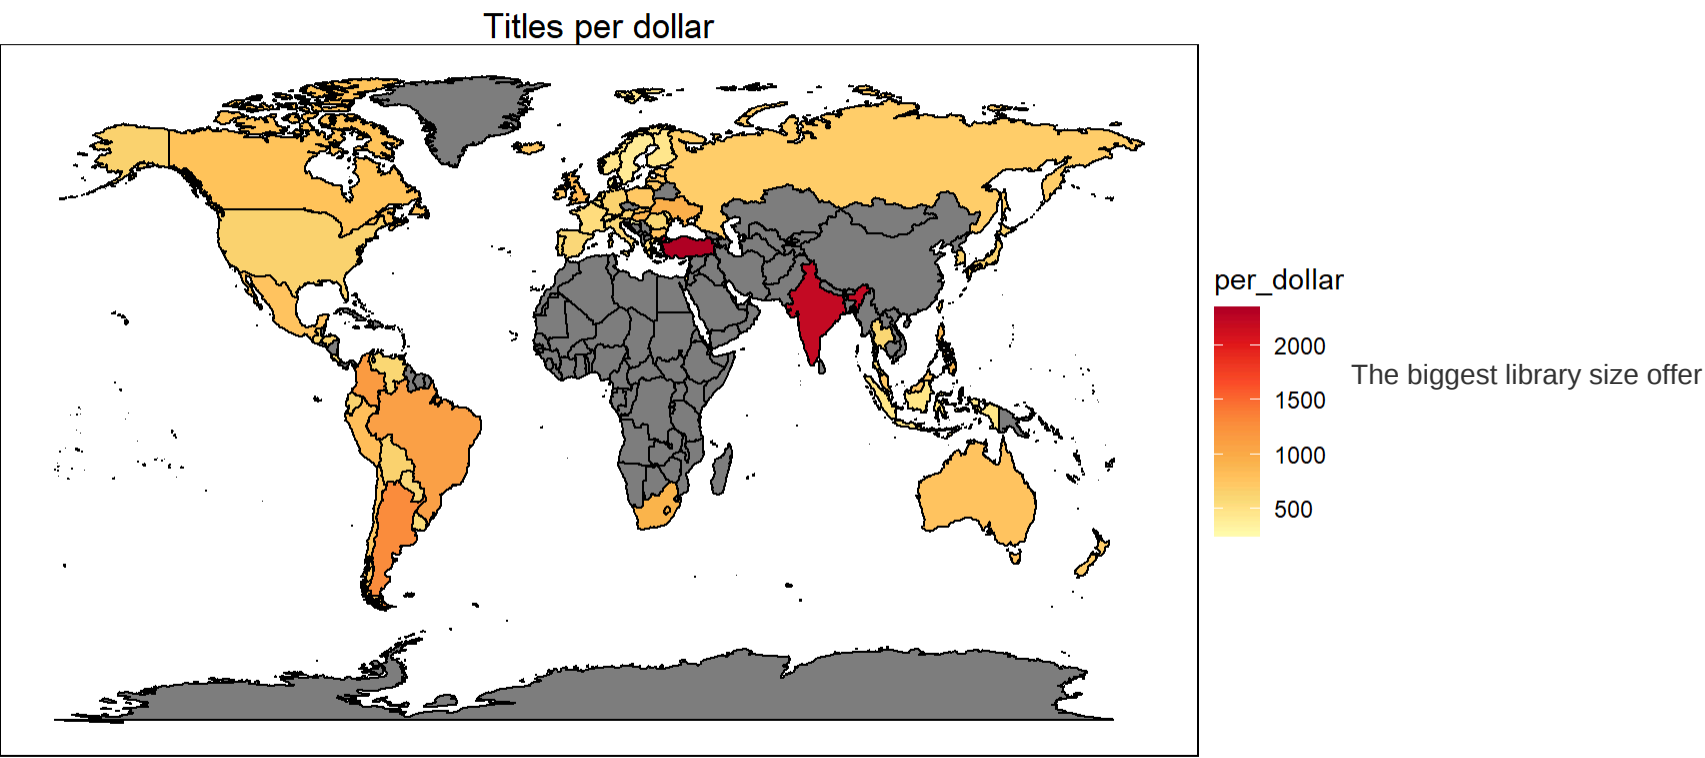 Titles per dollar
per_dollar
2000
1500
1000
500
The biggest library size offer